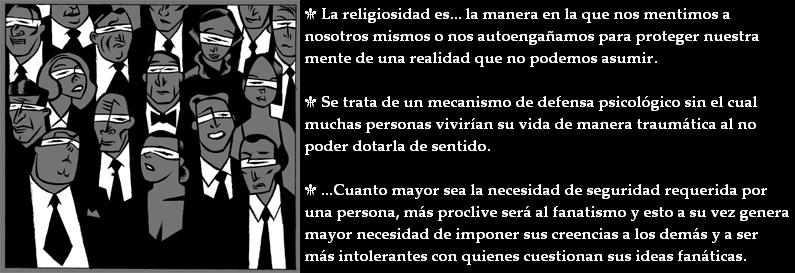 ⚜ La religiosidad es... la manera en la que nos mentimos a
nosotros mismos o nos autoengañamos para proteger nuestra
mente de una realidad que no podemos asumir.
⚜ Se trata de un mecanismo de defensa psicológico sin el cual
muchas personas vivirían su vida de manera traumática al no
poder dotarla de sentido.
⚜ ...Cuanto mayor sea la necesidad de seguridad requerida por
una persona, más proclive será al fanatismo y esto a su vez genera
mayor necesidad de imponer sus creencias a los demás y a ser
más intolerantes con quienes cuestionan sus ideas fanáticas.